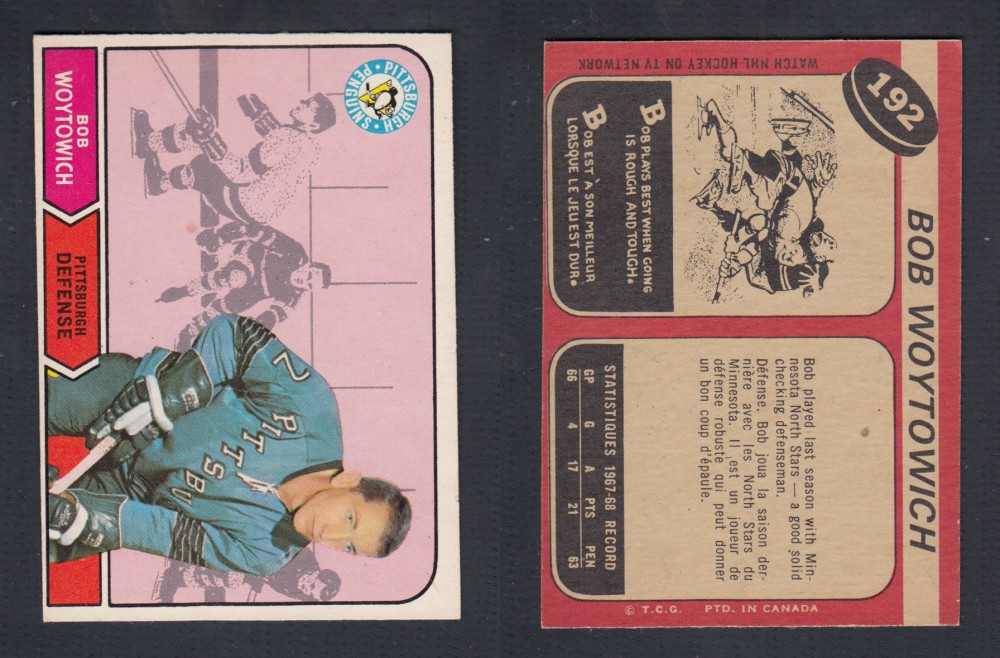 BOB
WOYTOWICH
PITTSBURGH
DEFENSE
PITTSBURGH
• PENGUINS •
2
PITTSBU
192
BOB WOYTOWICH
WATCH NHL HOCKEY ON TV NETWORK
BOB PLAYS BEST WHEN GOING
IS ROUGH AND TOUGH.
BOB EST À SON MEILLEUR
LORSQUE LE JEU EST DUR.
Bob played last season with Min-
nesota North Stars — a good solid
checking defenseman.
Défense. Bob joua la saison der-
nière avec les North Stars du
Minnesota. Il est un joueur de
défense robuste qui peut donner
un bon coup d'épaule.
STATISTIQUES 1967-68 RECORD
GP G A PTS PEN
66 4 17 21 63
© T.C.G. PTD. IN CANADA